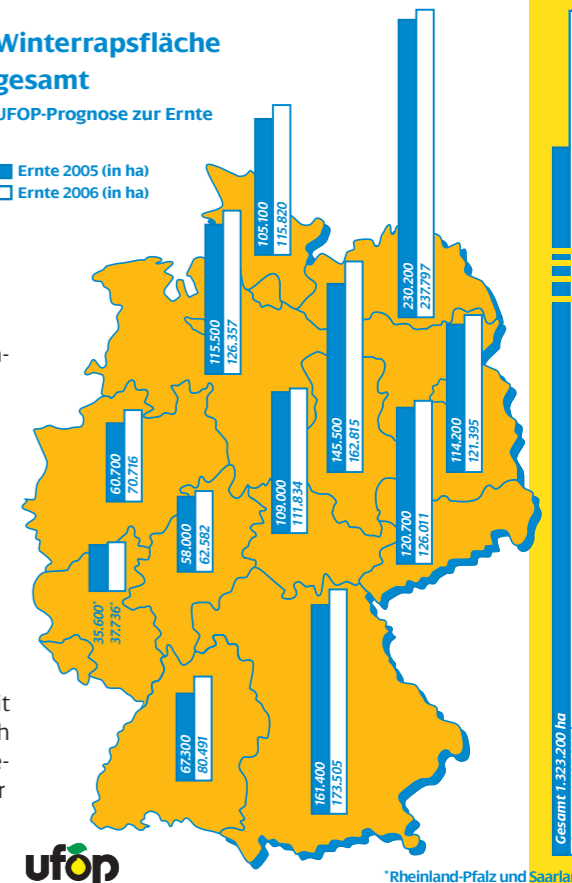 Winterrapsfläche
gesamt
UFOP-Prognose zur Ernte
Ernte 2005 (in ha)
Ernte 2006 (in ha)
105.100
115.820
230.200
237.797
115.500
126.357
145.500
162.815
114.200
121.395
60.700
70.716
109.000
111.834
120.700
126.011
58.000
62.582
35.600*
37.736*
67.300
80.491
161.400
173.505
Gesamt 1.323.200 ha
it
h
e-
r
ufop
*Rheinland-Pfalz und Saarlan